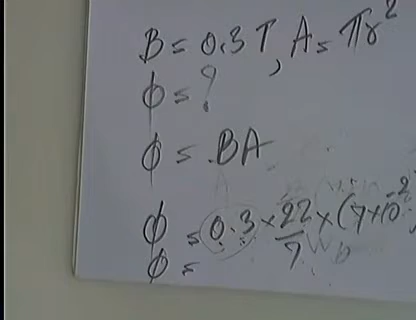 B = 0.3 T, A = πr²
ϕ = ?
ϕ = .BA
ϕ = 0.3 × 22/7 × (7×10⁻²
ϕ =